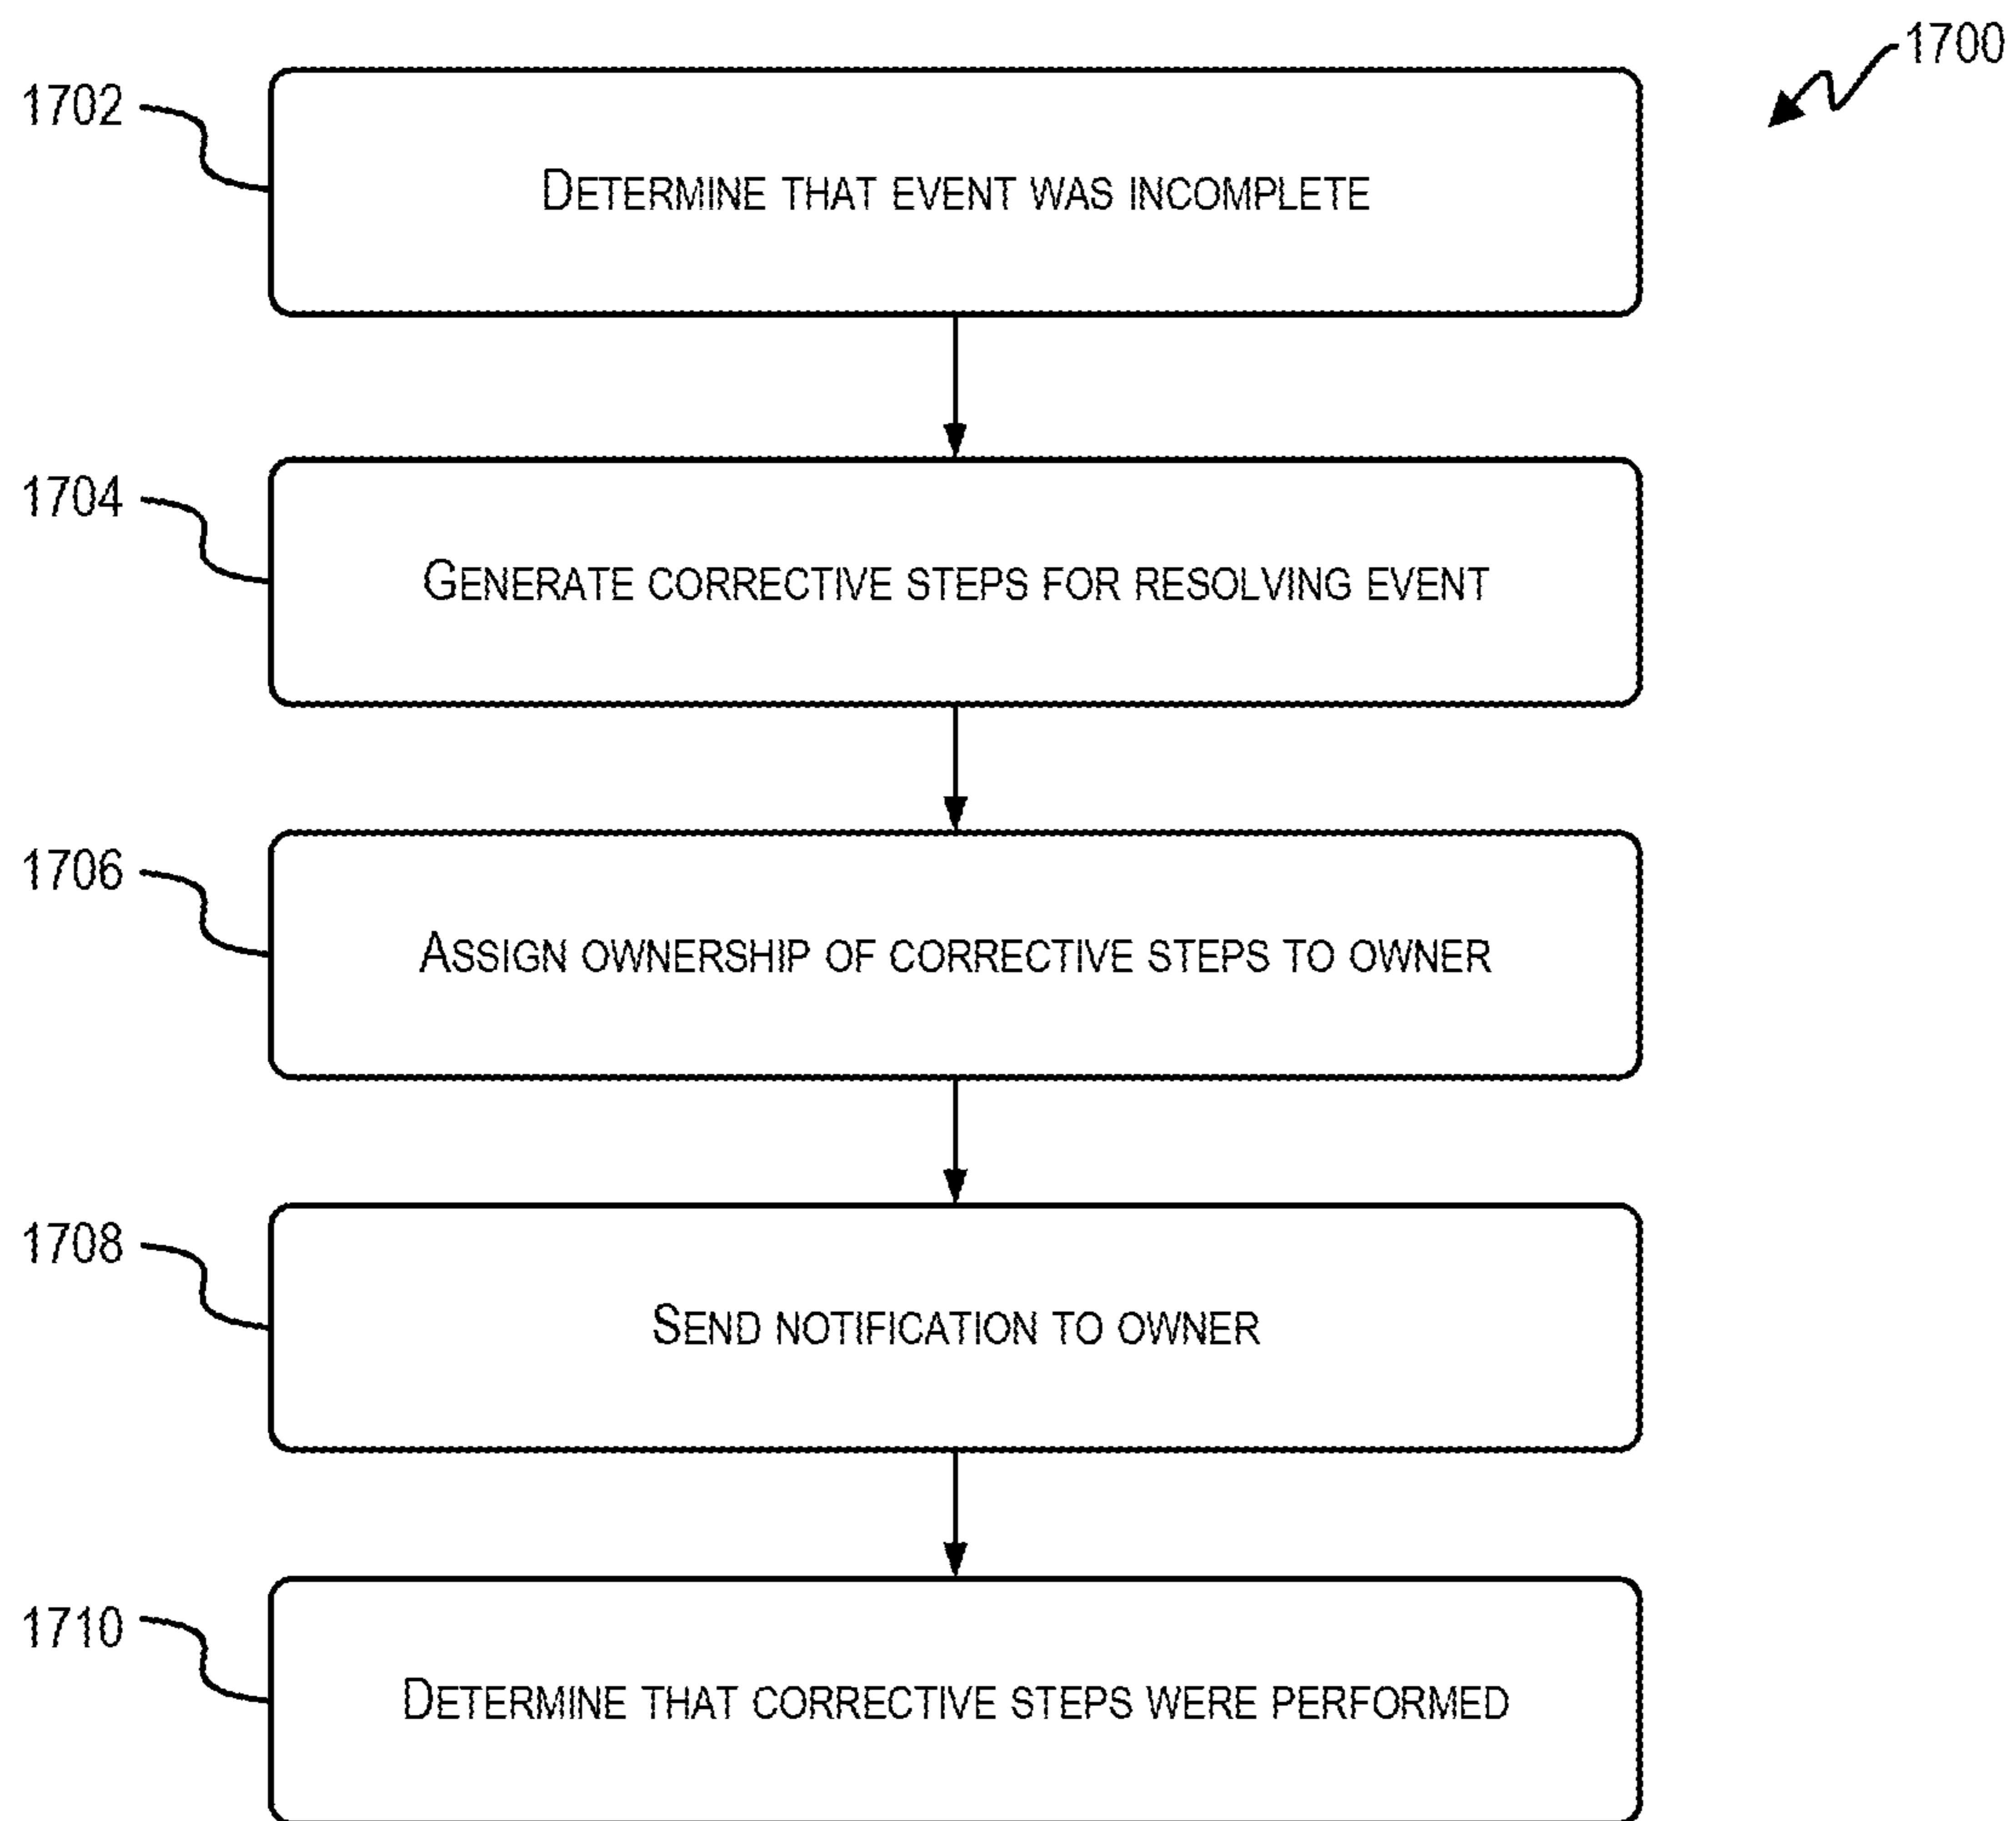 1700
1702
DETERMINE THAT EVENT WAS INCOMPLETE
1704
GENERATE CORRECTIVE STEPS FOR RESOLVING EVENT
1706
ASSIGN OWNERSHIP OF CORRECTIVE STEPS TO OWNER
1708
SEND NOTIFICATION TO OWNER
1710
DETERMINE THAT CORRECTIVE STEPS WERE PERFORMED